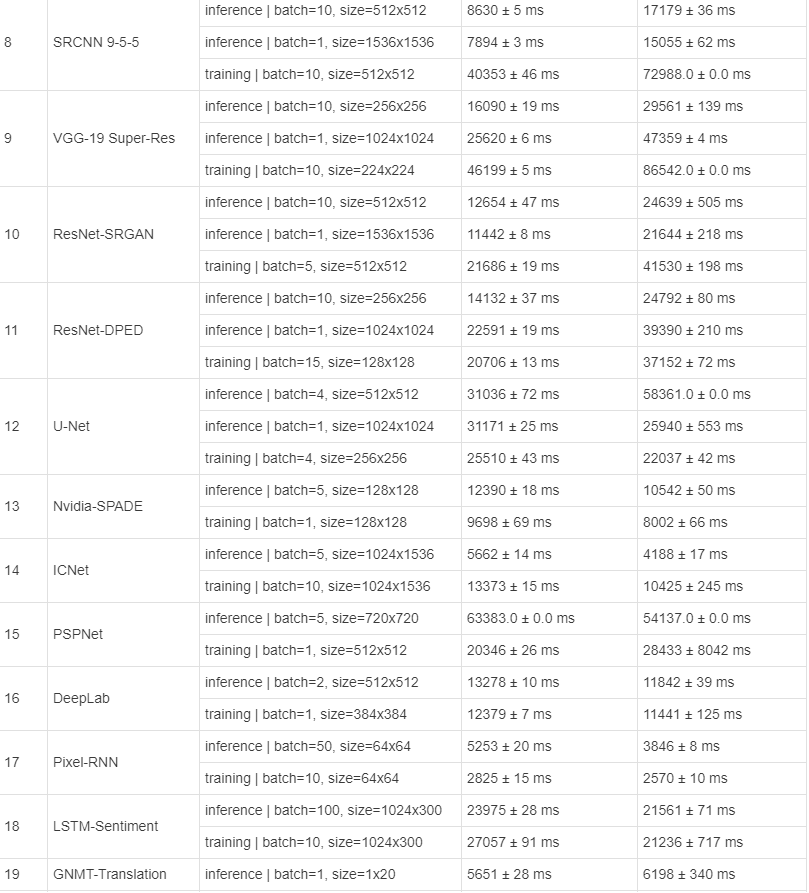 inference | batch=10, size=512x512 8630 ± 5 ms 17179 ± 36 ms
8 SRCNN 9-5-5 inference | batch=1, size=1536x1536 7894 ± 3 ms 15055 ± 62 ms
training | batch=10, size=512x512 40353 ± 46 ms 72988.0 ± 0.0 ms
inference | batch=10, size=256x256 16090 ± 19 ms 29561 ± 139 ms
9 VGG-19 Super-Res inference | batch=1, size=1024x1024 25620 ± 6 ms 47359 ± 4 ms
training | batch=10, size=224x224 46199 ± 5 ms 86542.0 ± 0.0 ms
inference | batch=10, size=512x512 12654 ± 47 ms 24639 ± 505 ms
10 ResNet-SRGAN inference | batch=1, size=1536x1536 11442 ± 8 ms 21644 ± 218 ms
training | batch=5, size=512x512 21686 ± 19 ms 41530 ± 198 ms
inference | batch=10, size=256x256 14132 ± 37 ms 24792 ± 80 ms
11 ResNet-DPED inference | batch=1, size=1024x1024 22591 ± 19 ms 39390 ± 210 ms
training | batch=15, size=128x128 20706 ± 13 ms 37152 ± 72 ms
inference | batch=4, size=512x512 31036 ± 72 ms 58361.0 ± 0.0 ms
12 U-Net inference | batch=1, size=1024x1024 31171 ± 25 ms 25940 ± 553 ms
training | batch=4, size=256x256 25510 ± 43 ms 22037 ± 42 ms
13 Nvidia-SPADE inference | batch=5, size=128x128 12390 ± 18 ms 10542 ± 50 ms
training | batch=1, size=128x128 9698 ± 69 ms 8002 ± 66 ms
14 ICNet inference | batch=5, size=1024x1536 5662 ± 14 ms 4188 ± 17 ms
training | batch=10, size=1024x1536 13373 ± 15 ms 10425 ± 245 ms
15 PSPNet inference | batch=5, size=720x720 63383.0 ± 0.0 ms 54137.0 ± 0.0 ms
training | batch=1, size=512x512 20346 ± 26 ms 28433 ± 8042 ms
16 DeepLab inference | batch=2, size=512x512 13278 ± 10 ms 11842 ± 39 ms
training | batch=1, size=384x384 12379 ± 7 ms 11441 ± 125 ms
17 Pixel-RNN inference | batch=50, size=64x64 5253 ± 20 ms 3846 ± 8 ms
training | batch=10, size=64x64 2825 ± 15 ms 2570 ± 10 ms
18 LSTM-Sentiment inference | batch=100, size=1024x300 23975 ± 28 ms 21561 ± 71 ms
training | batch=10, size=1024x300 27057 ± 91 ms 21236 ± 717 ms
19 GNMT-Translation inference | batch=1, size=1x20 5651 ± 28 ms 6198 ± 340 ms